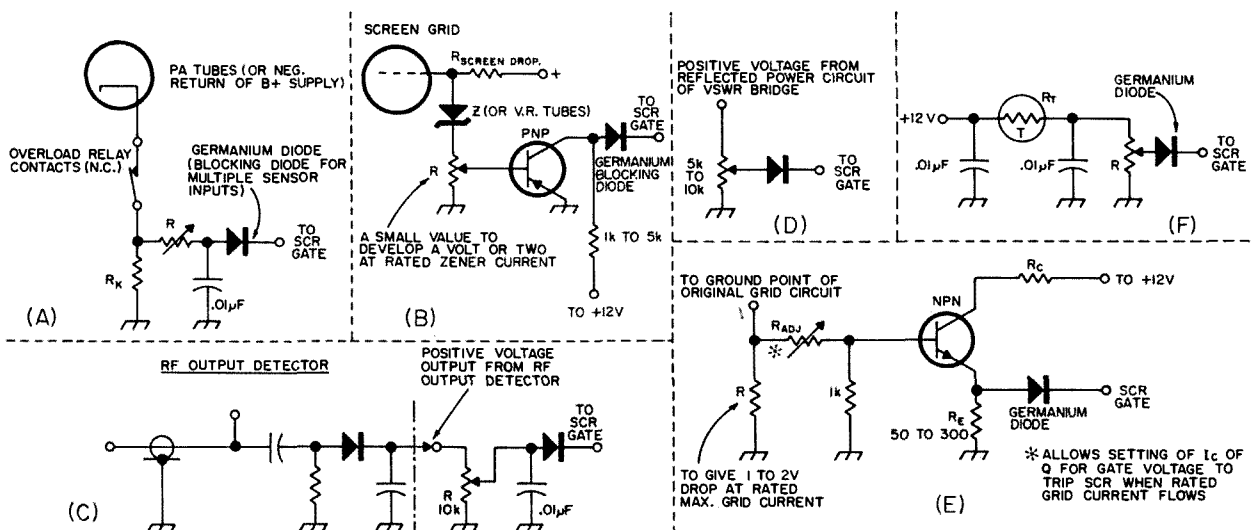 PA TUBES (OR NEG.
RETURN OF B+ SUPPLY)
OVERLOAD RELAY
CONTACTS (N.C.)
GERMANIUM DIODE
(BLOCKING DIODE FOR
MULTIPLE SENSOR
INPUTS)
R
TO
SCR
GATE
RK
.01µF
(A)
SCREEN GRID
RSCREEN DROP.
+
Z (OR V.R. TUBES)
PNP
TO
SCR
GATE
GERMANIUM
BLOCKING
DIODE
R
A SMALL VALUE TO
DEVELOP A VOLT OR TWO
AT RATED ZENER CURRENT
1k TO 5k
TO +12V
(B)
RF OUTPUT DETECTOR
POSITIVE VOLTAGE
OUTPUT FROM RF
OUTPUT DETECTOR
TO
SCR
GATE
R
10k
.01µF
(C)
POSITIVE VOLTAGE FROM
REFLECTED POWER CIRCUIT
OF VSWR BRIDGE
5k
TO
10k
TO
SCR
GATE
(D)
TO GROUND POINT OF
ORIGINAL GRID CIRCUIT
RADJ
*
R
1k
NPN
RC
TO +12V
RE
50 TO 300
GERMANIUM
DIODE
SCR
GATE
TO GIVE 1 TO 2V
DROP AT RATED
MAX. GRID CURRENT
* ALLOWS SETTING OF Ic OF
Q FOR GATE VOLTAGE TO
TRIP SCR WHEN RATED
GRID CURRENT FLOWS
(E)
+12V
RT
T
.01µF
.01µF
R
GERMANIUM
DIODE
TO
SCR
GATE
(F)